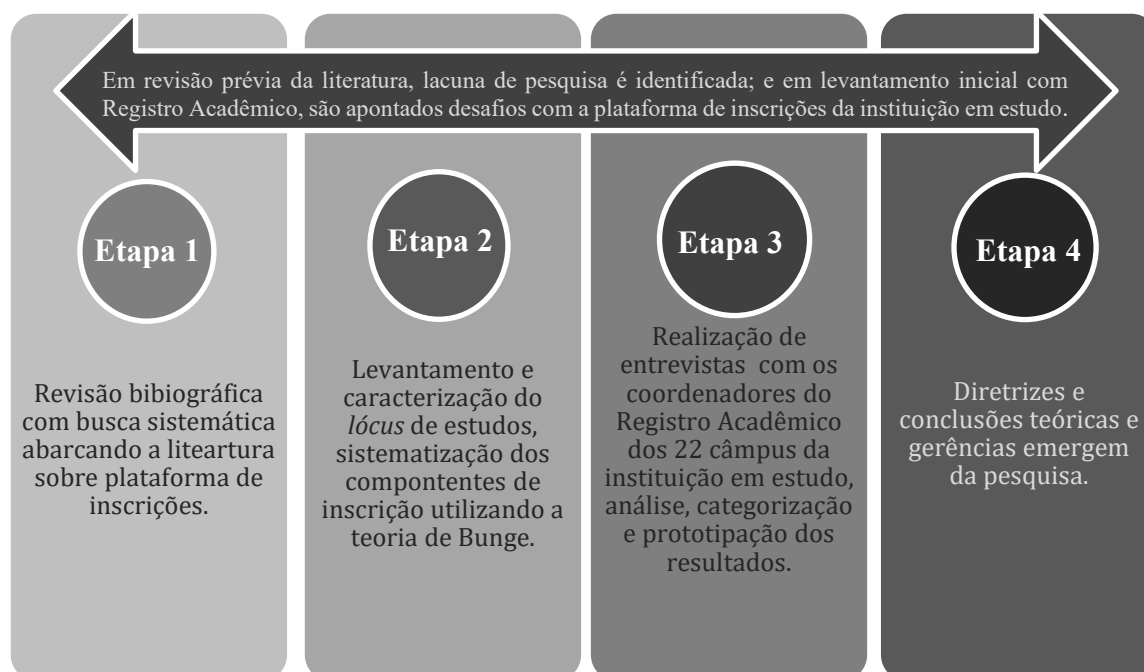 Em revisão prévia da literatura, lacuna de pesquisa é identificada; e em levantamento inicial com
Registro Acadêmico, são apontados desafios com a plataforma de inscrições da instituição em estudo.
Etapa 1
Revisão bibiográfica
com busca sistemática
abarcando a liteartura
sobre plataforma de
inscrições.
Etapa 2
Levantamento e
caracterização do
lócus de estudos,
sistematização dos
compontentes de
inscrição utilizando a
teoria de Bunge.
Etapa 3
Realização de
entrevistas com os
coordenadores do
Registro Acadêmico
dos 22 câmpus da
instituição em estudo,
análise, categorização
e prototipação dos
resultados.
Etapa 4
Diretrizes e
conclusões teóricas e
gerências emergem
da pesquisa.